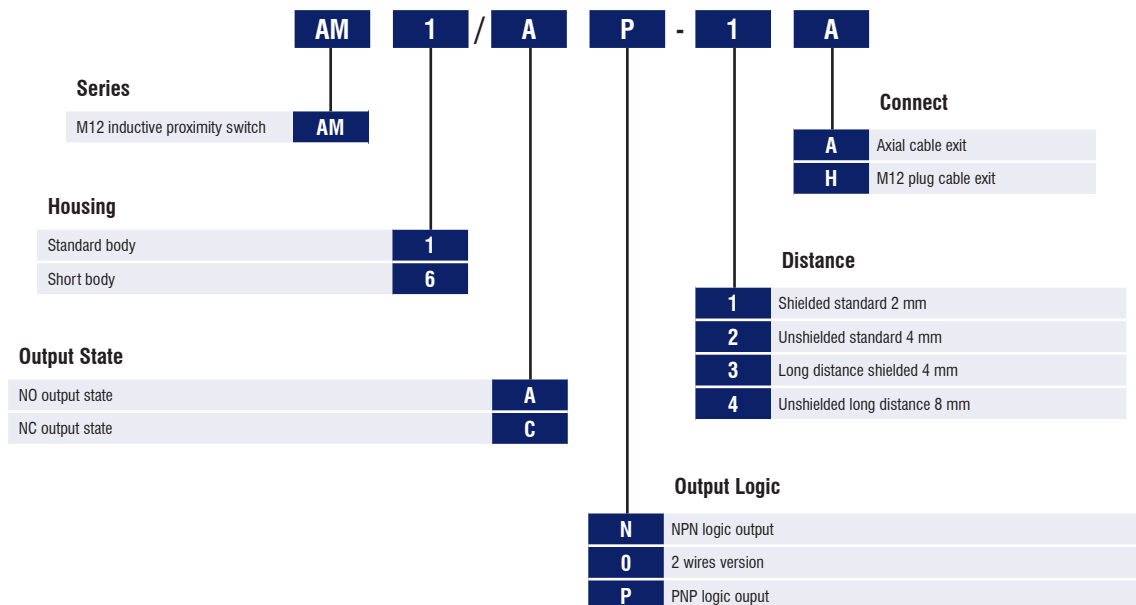 AM 1 / A P - 1 A
Series
M12 inductive proximity switch AM
Connect
A Axial cable exit
H M12 plug cable exit
Housing
Standard body 1
Short body 6
Distance
1 Shielded standard 2 mm
2 Unshielded standard 4 mm
3 Long distance shielded 4 mm
4 Unshielded long distance 8 mm
Output State
NO output state A
NC output state C
Output Logic
N NPN logic output
0 2 wires version
P PNP logic ouput